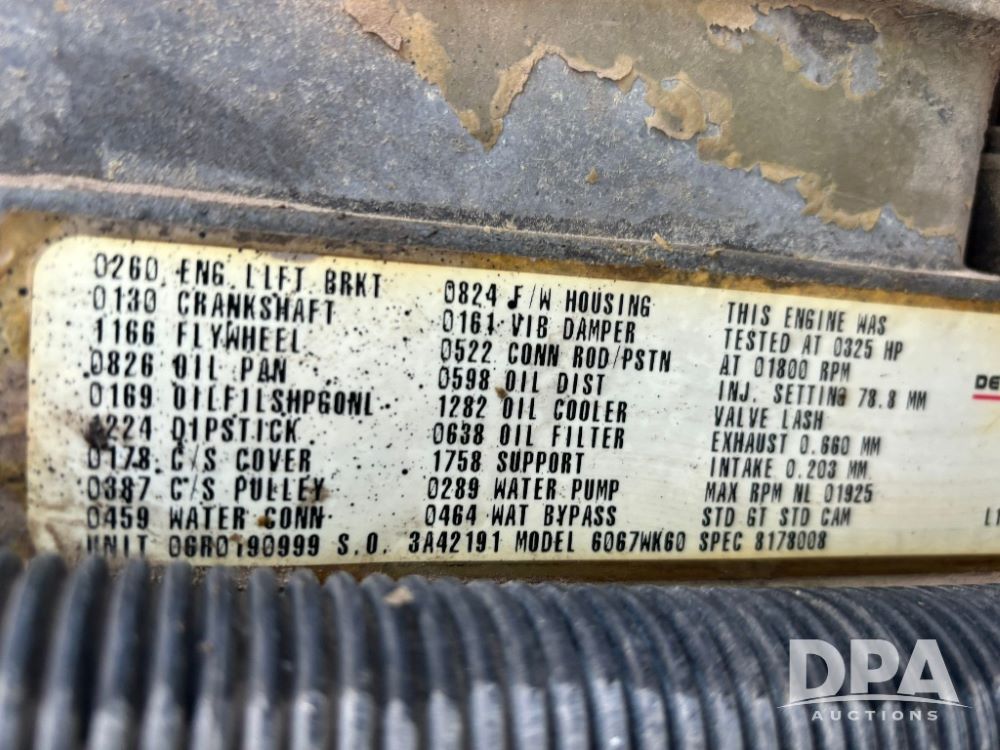 0260 ENG. LIFT BRKT
0130 CRANKSHAFT
1166 FLYWHEEL
0826 OIL PAN
0169 OILFILSHPGONL
1224 DIPSTICK
0178 C/S COVER
0387 C/S PULLEY
0459 WATER CONN
0824 F/W HOUSING
0161 VIB DAMPER
0522 CONN ROD/PSTN
0598 OIL DIST
1282 OIL COOLER
0638 OIL FILTER
1758 SUPPORT
0289 WATER PUMP
0464 WAT BYPASS
THIS ENGINE WAS
TESTED AT 0325 HP
AT 01800 RPM
INJ. SETTING 78.8 MM
VALVE LASH
EXHAUST 0.660 MM
INTAKE 0.203 MM
MAX RPM NL 01925
STD GT STD CAM
UNIT 06R0190999 S.O. 3A42191 MODEL 6067WK60 SPEC 8178008
DPA
AUCTIONS